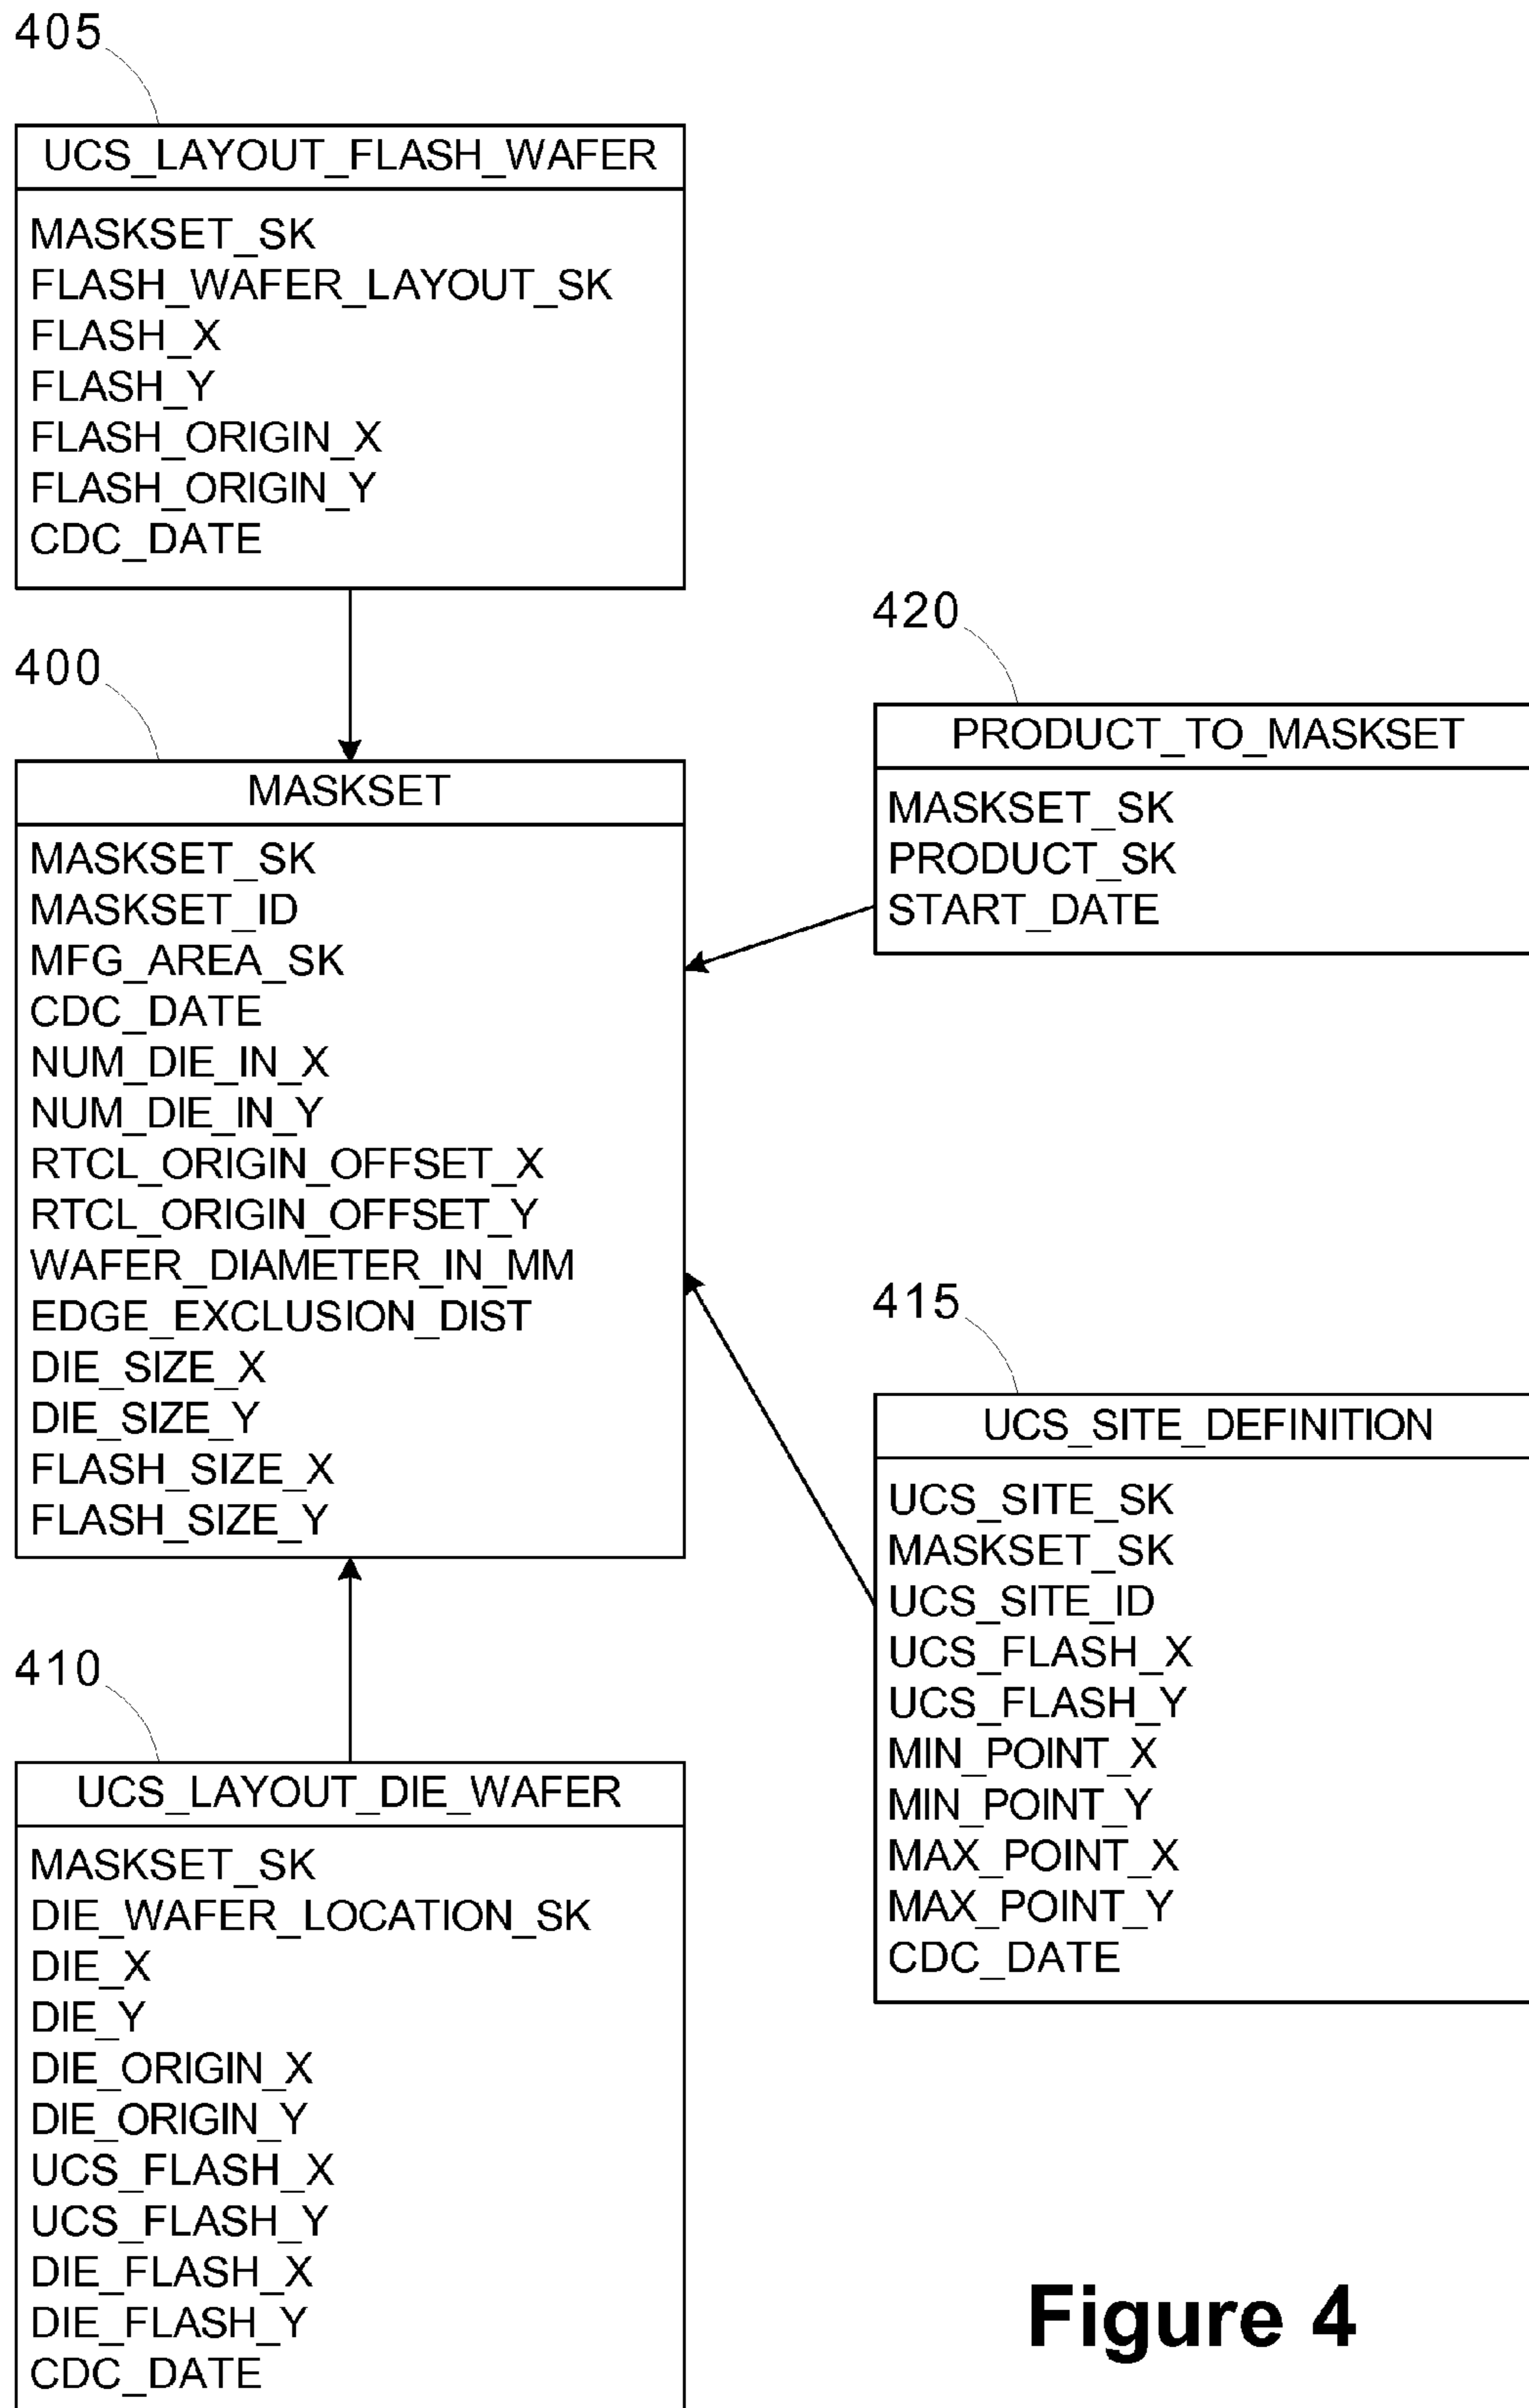 405
UCS_LAYOUT_FLASH_WAFER
MASKSET_SK
FLASH_WAFER_LAYOUT_SK
FLASH_X
FLASH_Y
FLASH_ORIGIN_X
FLASH_ORIGIN_Y
CDC_DATE
400
MASKSET
MASKSET_SK
MASKSET_ID
MFG_AREA_SK
CDC_DATE
NUM_DIE_IN_X
NUM_DIE_IN_Y
RTCL_ORIGIN_OFFSET_X
RTCL_ORIGIN_OFFSET_Y
WAFER_DIAMETER_IN_MM
EDGE_EXCLUSION_DIST
DIE_SIZE_X
DIE_SIZE_Y
FLASH_SIZE_X
FLASH_SIZE_Y
410
UCS_LAYOUT_DIE_WAFER
MASKSET_SK
DIE_WAFER_LOCATION_SK
DIE_X
DIE_Y
DIE_ORIGIN_X
DIE_ORIGIN_Y
UCS_FLASH_X
UCS_FLASH_Y
DIE_FLASH_X
DIE_FLASH_Y
CDC_DATE
420
PRODUCT_TO_MASKSET
MASKSET_SK
PRODUCT_SK
START_DATE
415
UCS_SITE_DEFINITION
UCS_SITE_SK
MASKSET_SK
UCS_SITE_ID
UCS_FLASH_X
UCS_FLASH_Y
MIN_POINT_X
MIN_POINT_Y
MAX_POINT_X
MAX_POINT_Y
CDC_DATE
Figure 4